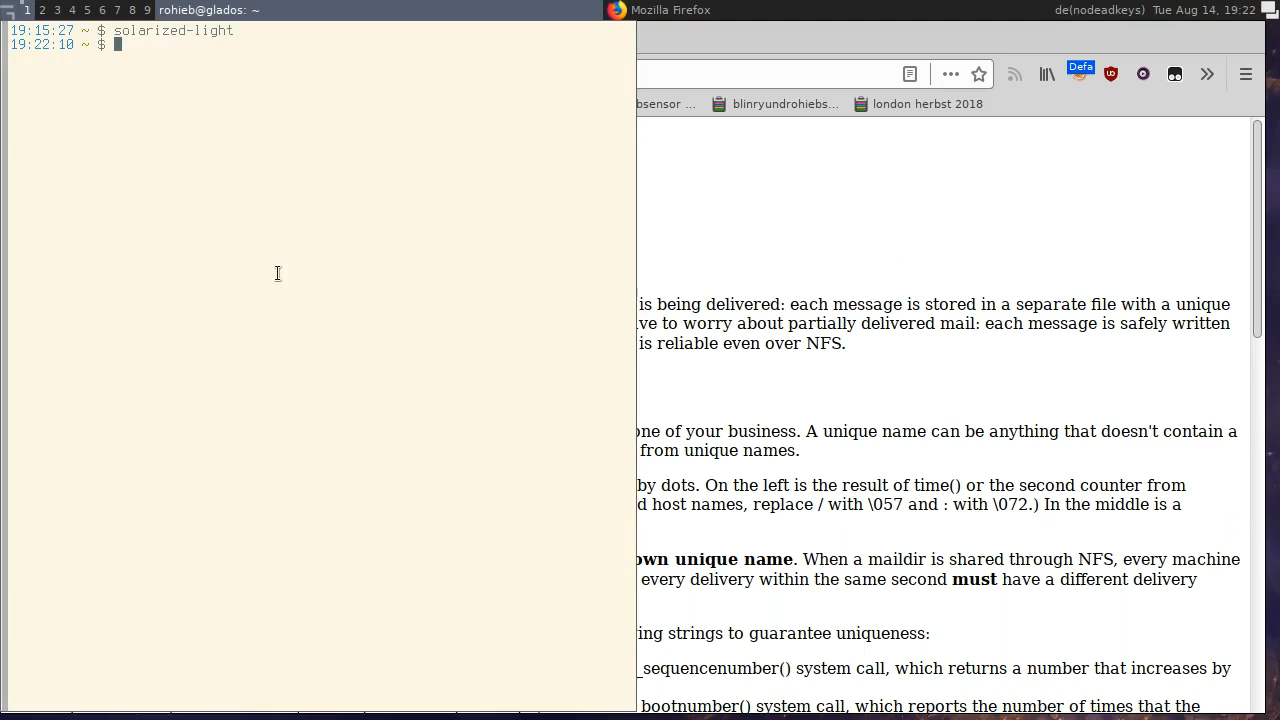 1 2 3 4 5 6 7 8 9 rohieb@glados: ~ Mozilla Firefox de(nodeadkeys) Tue Aug 14, 19:22
19:15:27 ~ $ solarized-light
19:22:10 ~ $
Defa
bsensor ... blinryundrohiebs... london herbst 2018
is being delivered: each message is stored in a separate file with a unique
ve to worry about partially delivered mail: each message is safely written
is reliable even over NFS.
one of your business. A unique name can be anything that doesn't contain a
from unique names.
by dots. On the left is the result of time() or the second counter from
d host names, replace / with \057 and : with \072.) In the middle is a
own unique name. When a maildir is shared through NFS, every machine
every delivery within the same second must have a different delivery
ing strings to guarantee uniqueness:
_sequencenumber() system call, which returns a number that increases by
bootnumber() system call, which reports the number of times that the